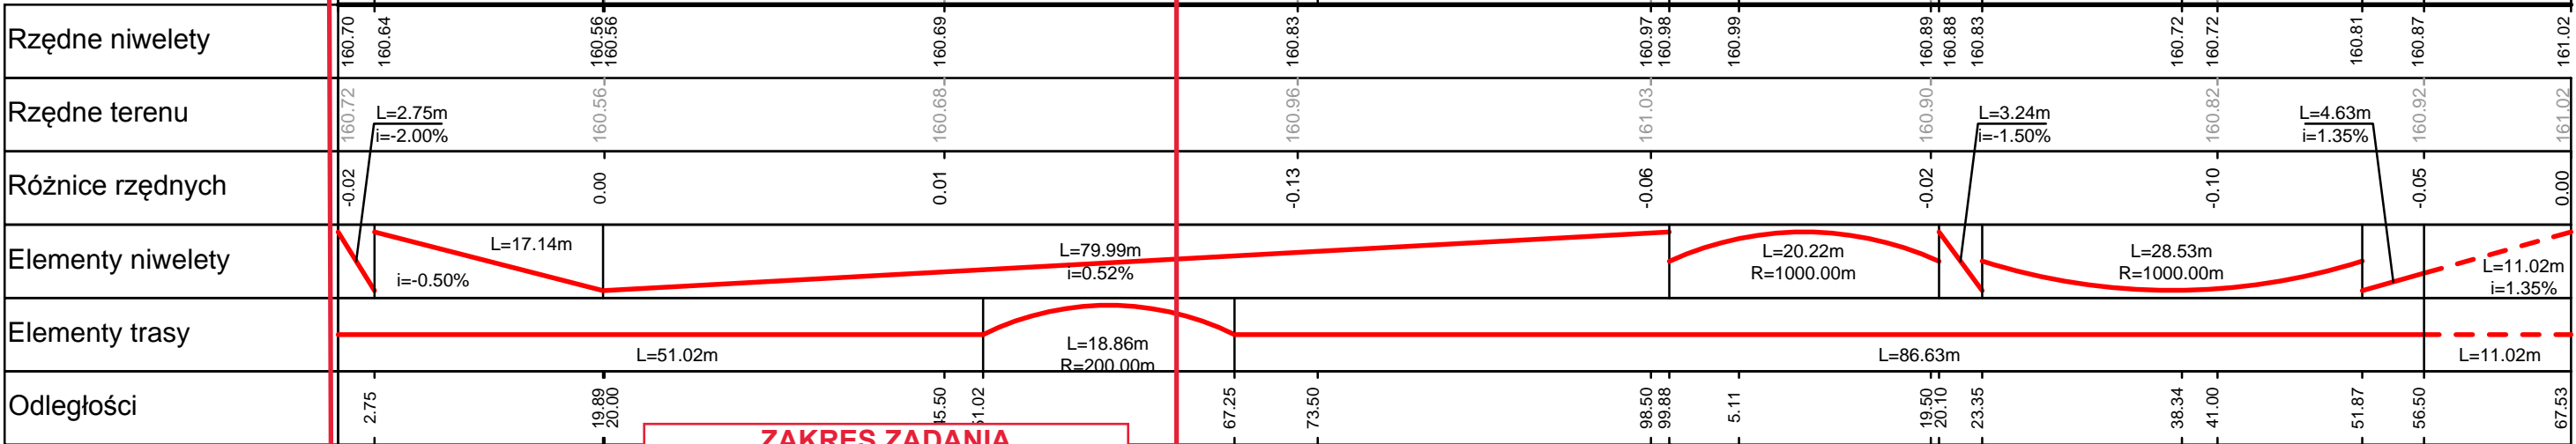 Rzędne niwelety
160.70
160.64
160.56
160.56
160.69
160.83
160.97
160.98
160.99
160.89
160.88
160.83
160.72
160.72
160.81
160.87
161.02
Rzędne terenu
160.72
L=2.75m
i=-2.00%
160.56
160.68
160.96
161.03
160.90
L=3.24m
i=-1.50%
160.82
L=4.63m
i=1.35%
160.92
161.02
Różnice rzędnych
-0.02
0.00
0.01
-0.13
-0.06
-0.02
-0.10
-0.05
0.00
Elementy niwelety
L=17.14m
i=-0.50%
L=79.99m
i=0.52%
L=20.22m
R=1000.00m
L=28.53m
R=1000.00m
L=11.02m
i=1.35%
Elementy trasy
L=51.02m
L=18.86m
R=200.00m
L=86.63m
L=11.02m
Odległości
2.75
19.89
20.00
45.50
51.02
67.25
73.50
98.50
99.88
5.11
19.50
20.10
23.35
38.34
41.00
51.87
56.50
67.53
ZAKRES ZADANIA